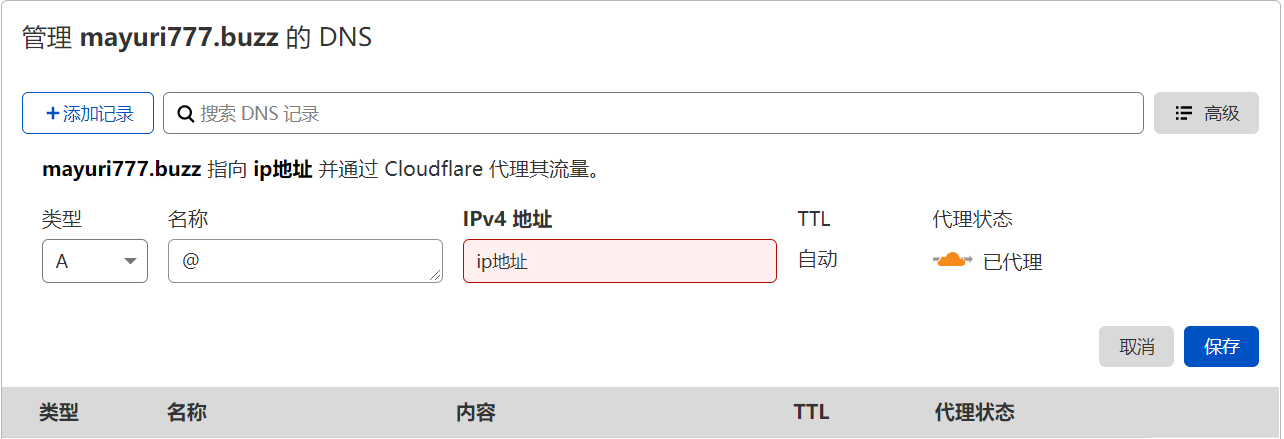 管理 mayuri777.buzz 的 DNS
+添加记录 搜索 DNS 记录 高级
mayuri777.buzz 指向 ip地址 并通过 Cloudflare 代理其流量。
类型 名称 IPv4 地址 TTL 代理状态
A @ ip地址 自动 已代理
取消 保存
类型 名称 内容 TTL 代理状态